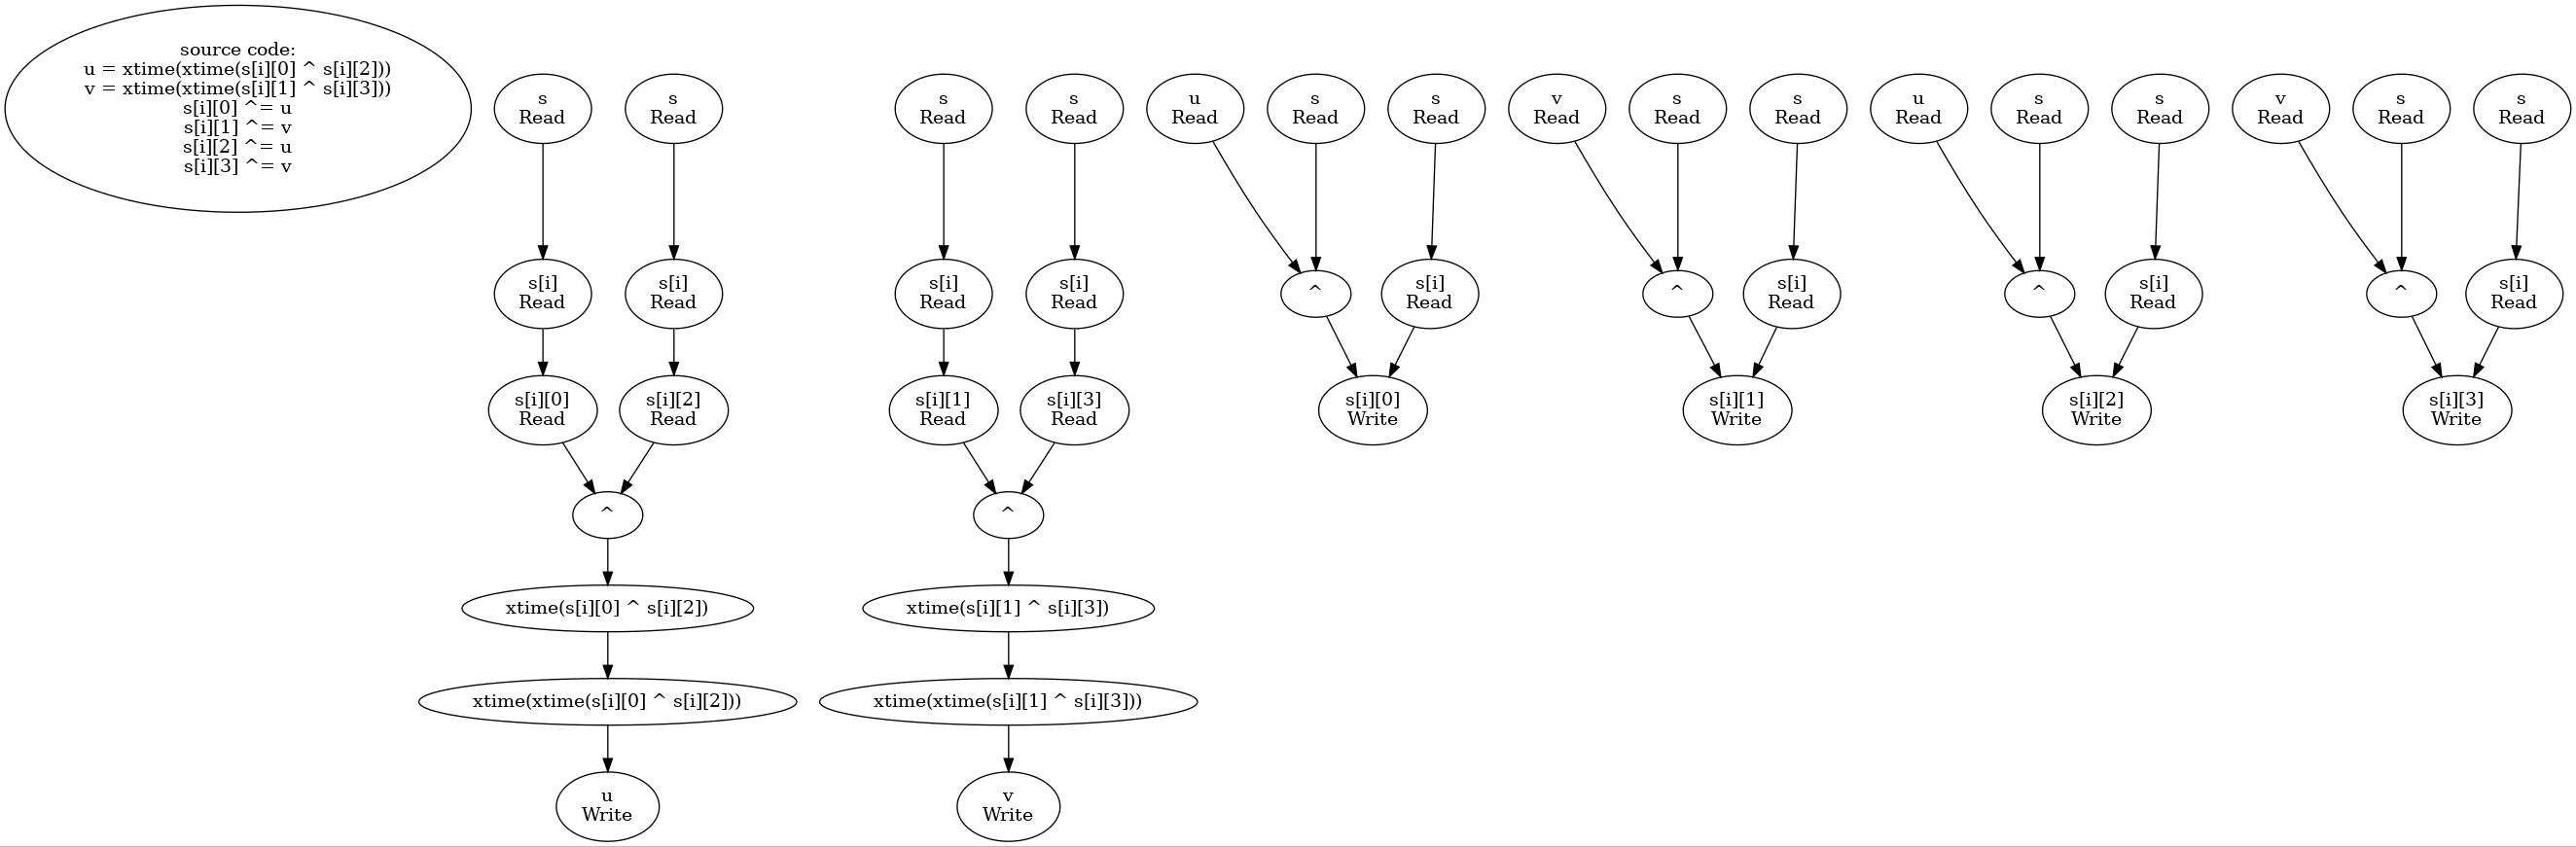 source code:
u = xtime(xtime(s[i][0] ^ s[i][2]))
v = xtime(xtime(s[i][1] ^ s[i][3]))
s[i][0] ^= u
s[i][1] ^= v
s[i][2] ^= u
s[i][3] ^= v
s
Read
s
Read
s
Read
s
Read
u
Read
s
Read
s
Read
v
Read
s
Read
s
Read
u
Read
s
Read
s
Read
v
Read
s
Read
s
Read
s[i]
Read
s[i]
Read
s[i]
Read
s[i]
Read
^
s[i]
Read
^
s[i]
Read
^
s[i]
Read
^
s[i]
Read
s[i][0]
Read
s[i][2]
Read
s[i][1]
Read
s[i][3]
Read
s[i][0]
Write
s[i][1]
Write
s[i][2]
Write
s[i][3]
Write
^
^
xtime(s[i][0] ^ s[i][2])
xtime(s[i][1] ^ s[i][3])
xtime(xtime(s[i][0] ^ s[i][2]))
xtime(xtime(s[i][1] ^ s[i][3]))
u
Write
v
Write